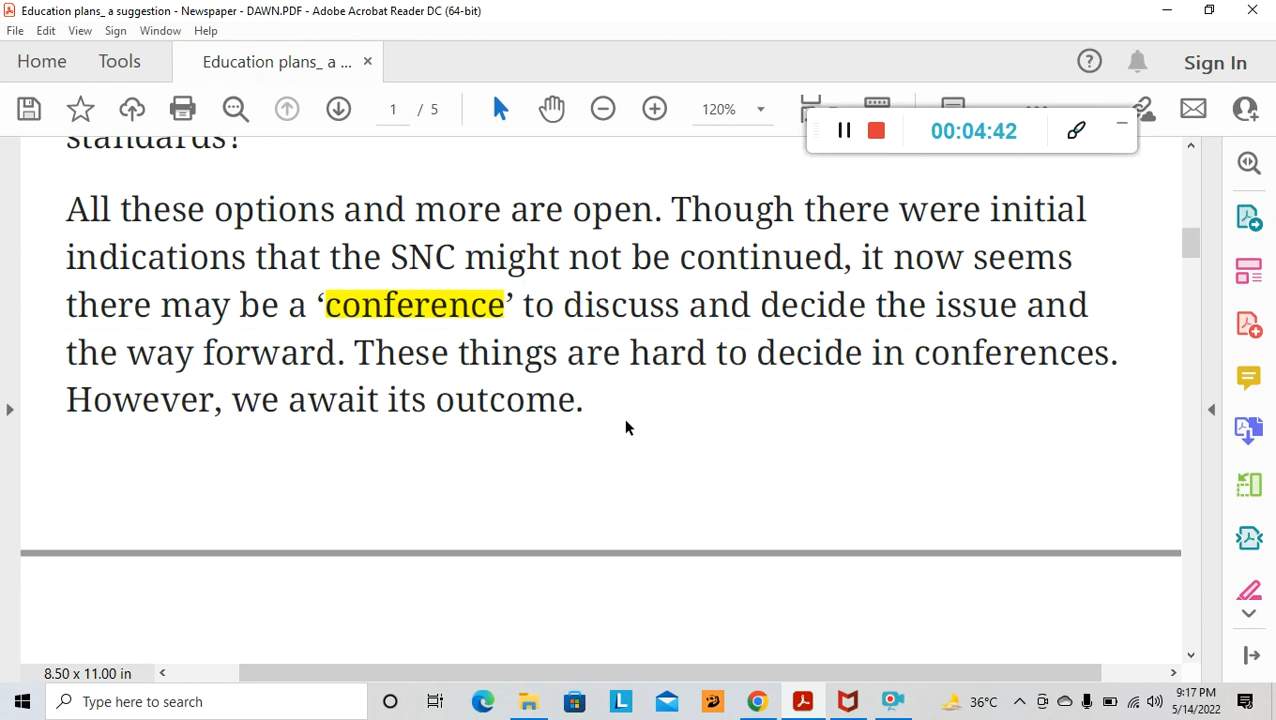 Education plans_ a suggestion - Newspaper - DAWN.PDF - Adobe Acrobat Reader DC (64-bit)
File Edit View Sign Window Help
Home Tools Education plans_ a ... × Sign In
1 / 5 120%
00:04:42
standards?
All these options and more are open. Though there were initial
indications that the SNC might not be continued, it now seems
there may be a ‘conference’ to discuss and decide the issue and
the way forward. These things are hard to decide in conferences.
However, we await its outcome.
8.50 x 11.00 in
Type here to search
36°C
9:17 PM
5/14/2022